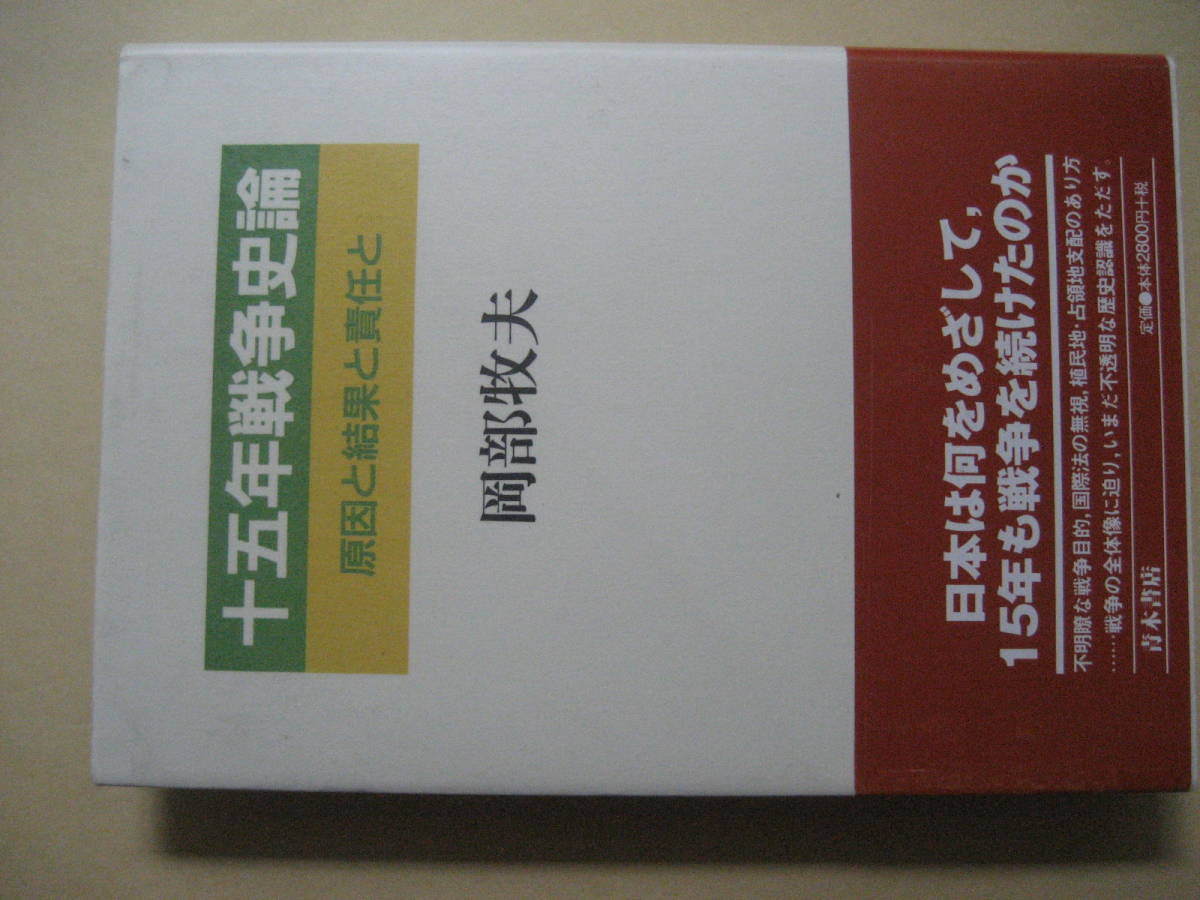 十五年戦争史論
原因と結果と責任と
岡部牧夫
日本は何をめざして,
15年も戦争を続けたのか
不明瞭な戦争目的,国際法の無視,植民地・占領地支配のあり方
……戦争の全体像に迫り,いまだ不透明な歴史認識をただす。
青木書店
定価●本体2800円+税